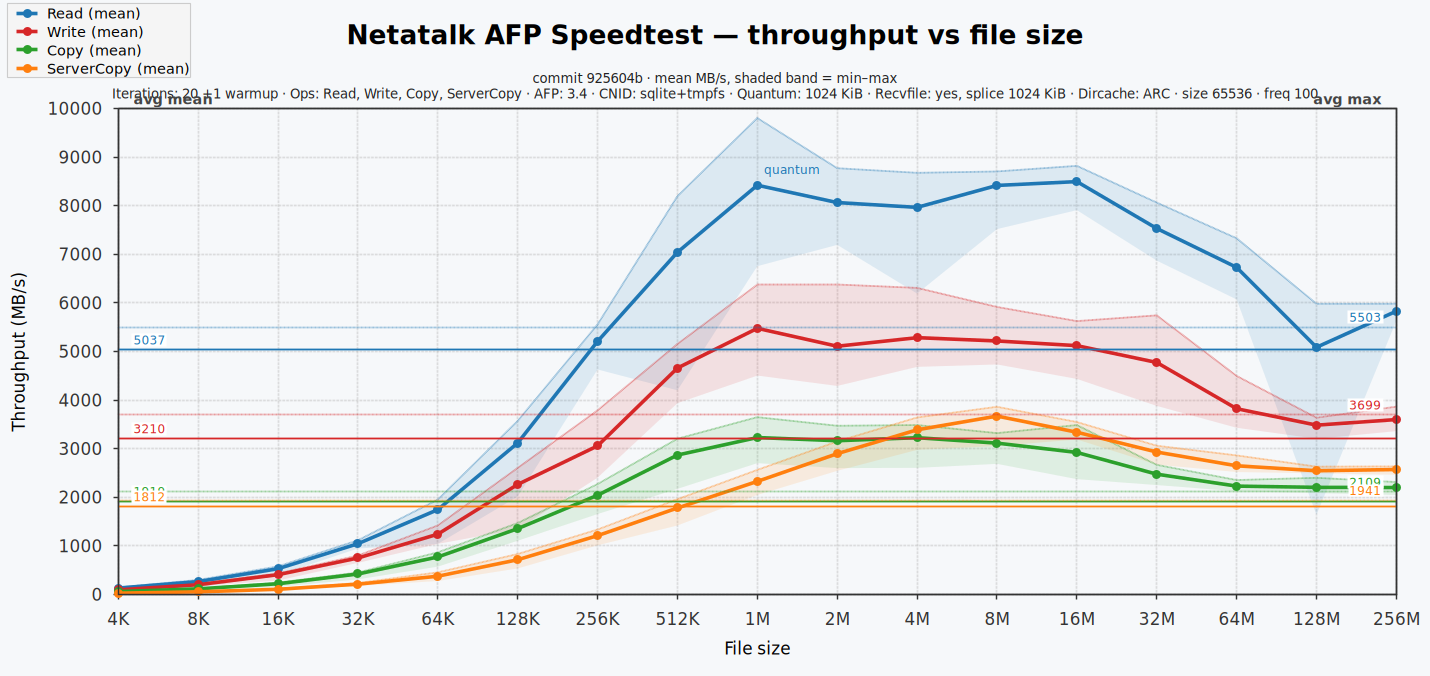 Read (mean)
Write (mean)
Copy (mean)
ServerCopy (mean)
Netatalk AFP Speedtest — throughput vs file size
commit 925604b · mean MB/s, shaded band = min–max
Iterations: 20 +1 warmup · Ops: Read, Write, Copy, ServerCopy · AFP: 3.4 · CNID: sqlite+tmpfs · Quantum: 1024 KiB · Recvfile: yes, splice 1024 KiB · Dircache: ARC · size 65536 · freq 100
avg mean
avg max
10000
9000
8000
7000
6000
5000
4000
3000
2000
1000
0
Throughput (MB/s)
quantum
5037
5503
3210
3699
2109
1812
1941
4K 8K 16K 32K 64K 128K 256K 512K 1M 2M 4M 8M 16M 32M 64M 128M 256M
File size